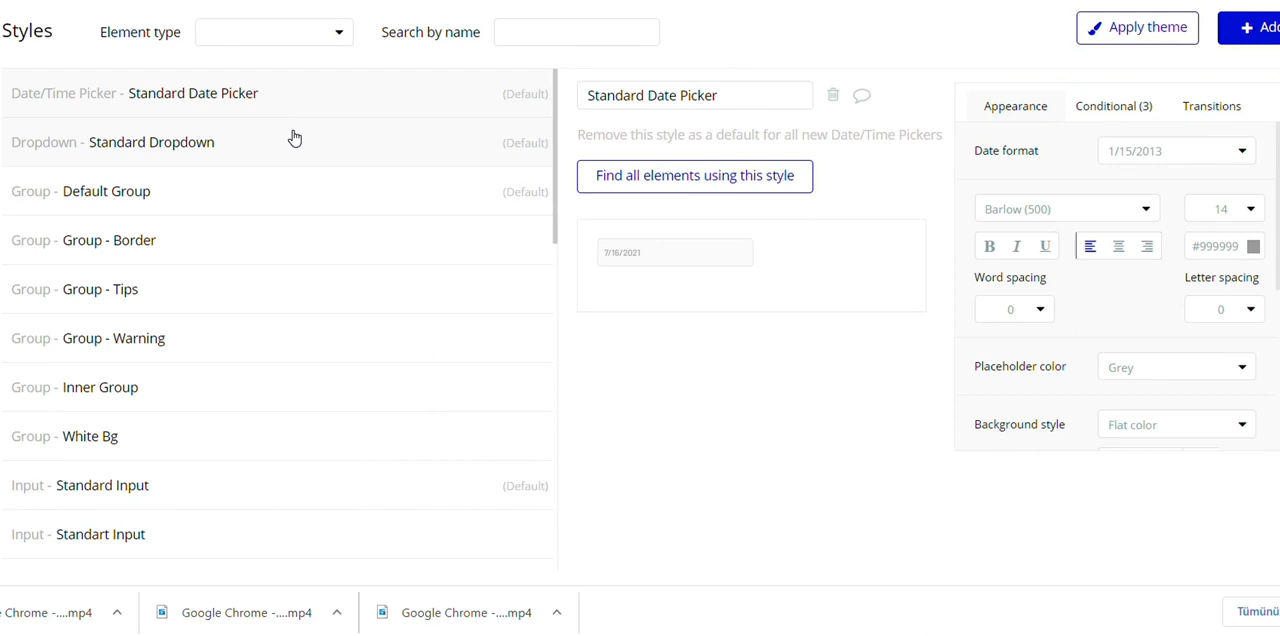 Styles
Element type
Search by name
Apply theme
+ Add
Date/Time Picker - Standard Date Picker (Default)
Dropdown - Standard Dropdown (Default)
Group - Default Group (Default)
Group - Group - Border
Group - Group - Tips
Group - Group - Warning
Group - Inner Group
Group - White Bg
Input - Standard Input (Default)
Input - Standart Input
Standard Date Picker
Remove this style as a default for all new Date/Time Pickers
Find all elements using this style
7/16/2021
Appearance Conditional (3) Transitions
Date format 1/15/2013
Barlow (500) 14
B I U #999999
Word spacing Letter spacing
0 0
Placeholder color Grey
Background style Flat color
Chrome -....mp4
Google Chrome -....mp4
Google Chrome -....mp4
Tümünü